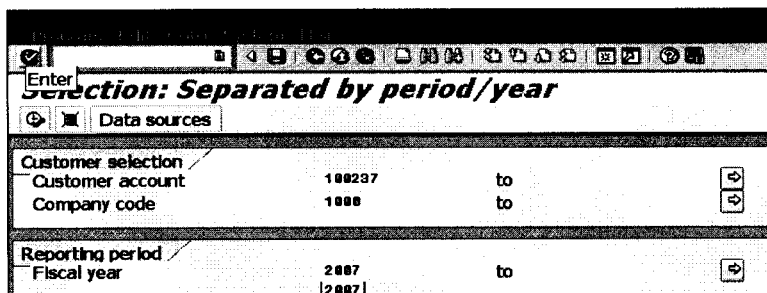 Enter
Selection: Separated by period/year
Data sources
Customer selection
Customer account 100237 to
Company code 1000 to
Reporting period
Fiscal year 2007 to
2007